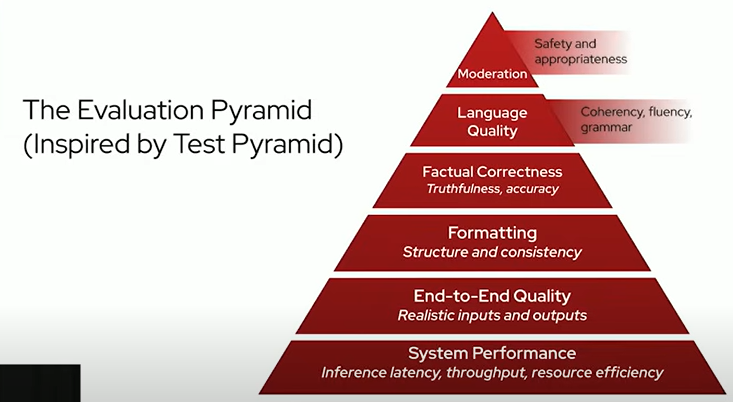 The Evaluation Pyramid
(Inspired by Test Pyramid)
Moderation
Safety and
appropriateness
Language
Quality
Coherency, fluency,
grammar
Factual Correctness
Truthfulness, accuracy
Formatting
Structure and consistency
End-to-End Quality
Realistic inputs and outputs
System Performance
Inference latency, throughput, resource efficiency